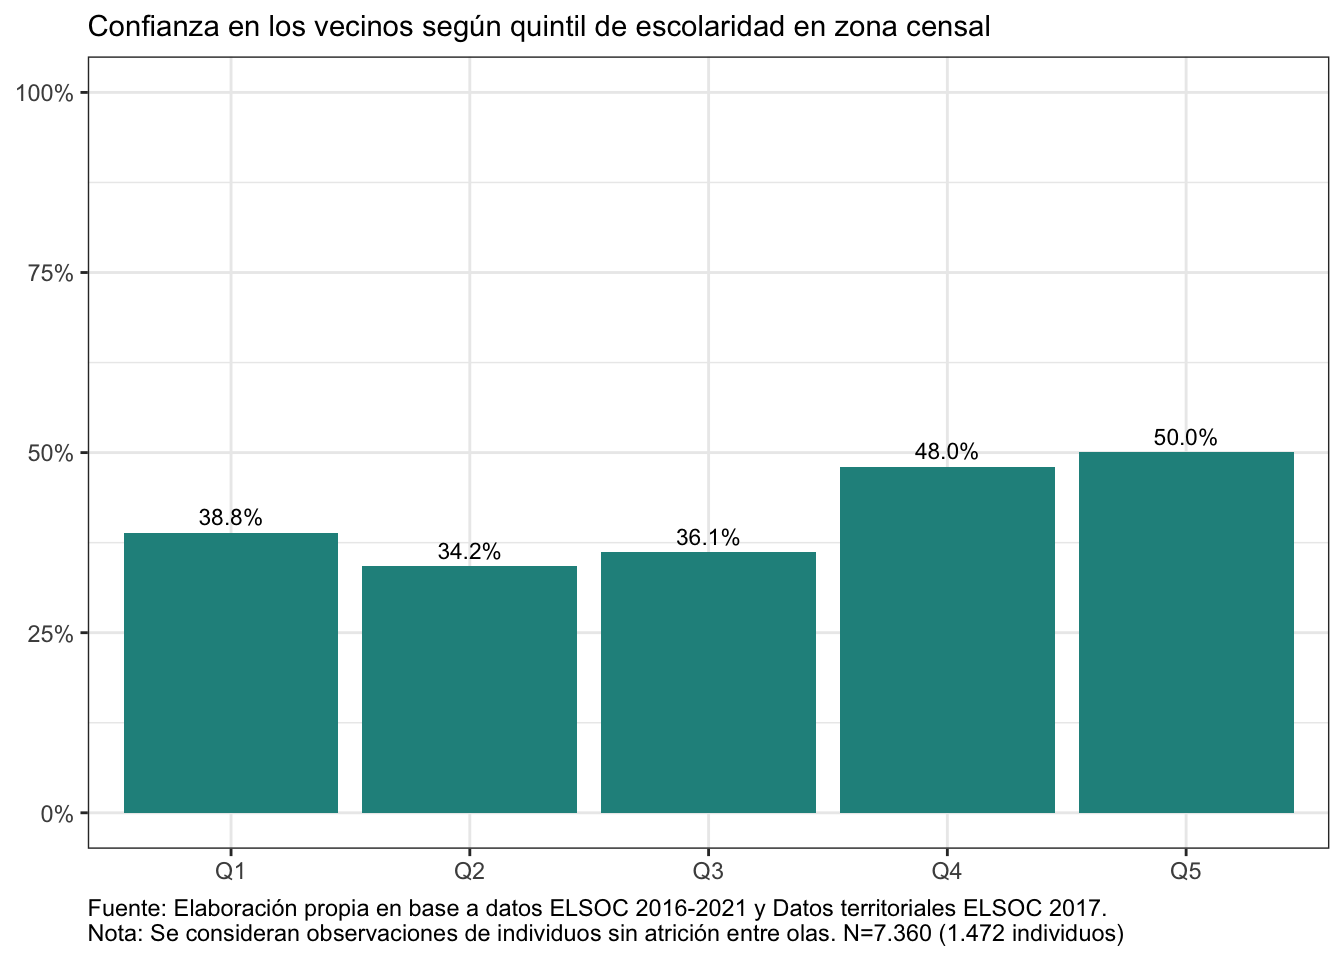 Confianza en los vecinos según quintil de escolaridad en zona censal
100%
75%
50%
25%
0%
38.8%
34.2%
36.1%
48.0%
50.0%
Q1
Q2
Q3
Q4
Q5
Fuente: Elaboración propia en base a datos ELSOC 2016-2021 y Datos territoriales ELSOC 2017.
Nota: Se consideran observaciones de individuos sin atrición entre olas. N=7.360 (1.472 individuos)